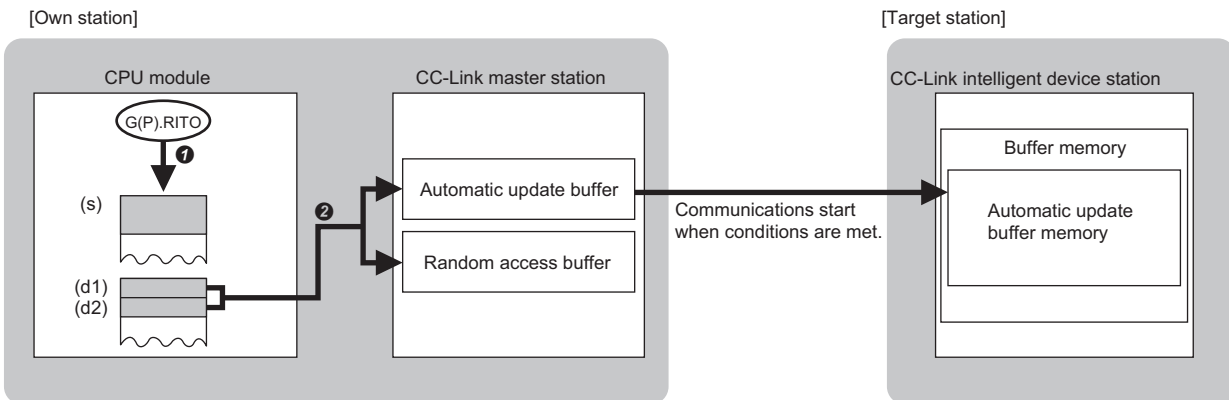 [Own station]
[Target station]
CPU module
CC-Link master station
CC-Link intelligent device station
G(P).RITO
❶
Buffer memory
(s)
❷
Automatic update buffer
Communications start
when conditions are met.
Automatic update
buffer memory
Random access buffer
(d1)
(d2)